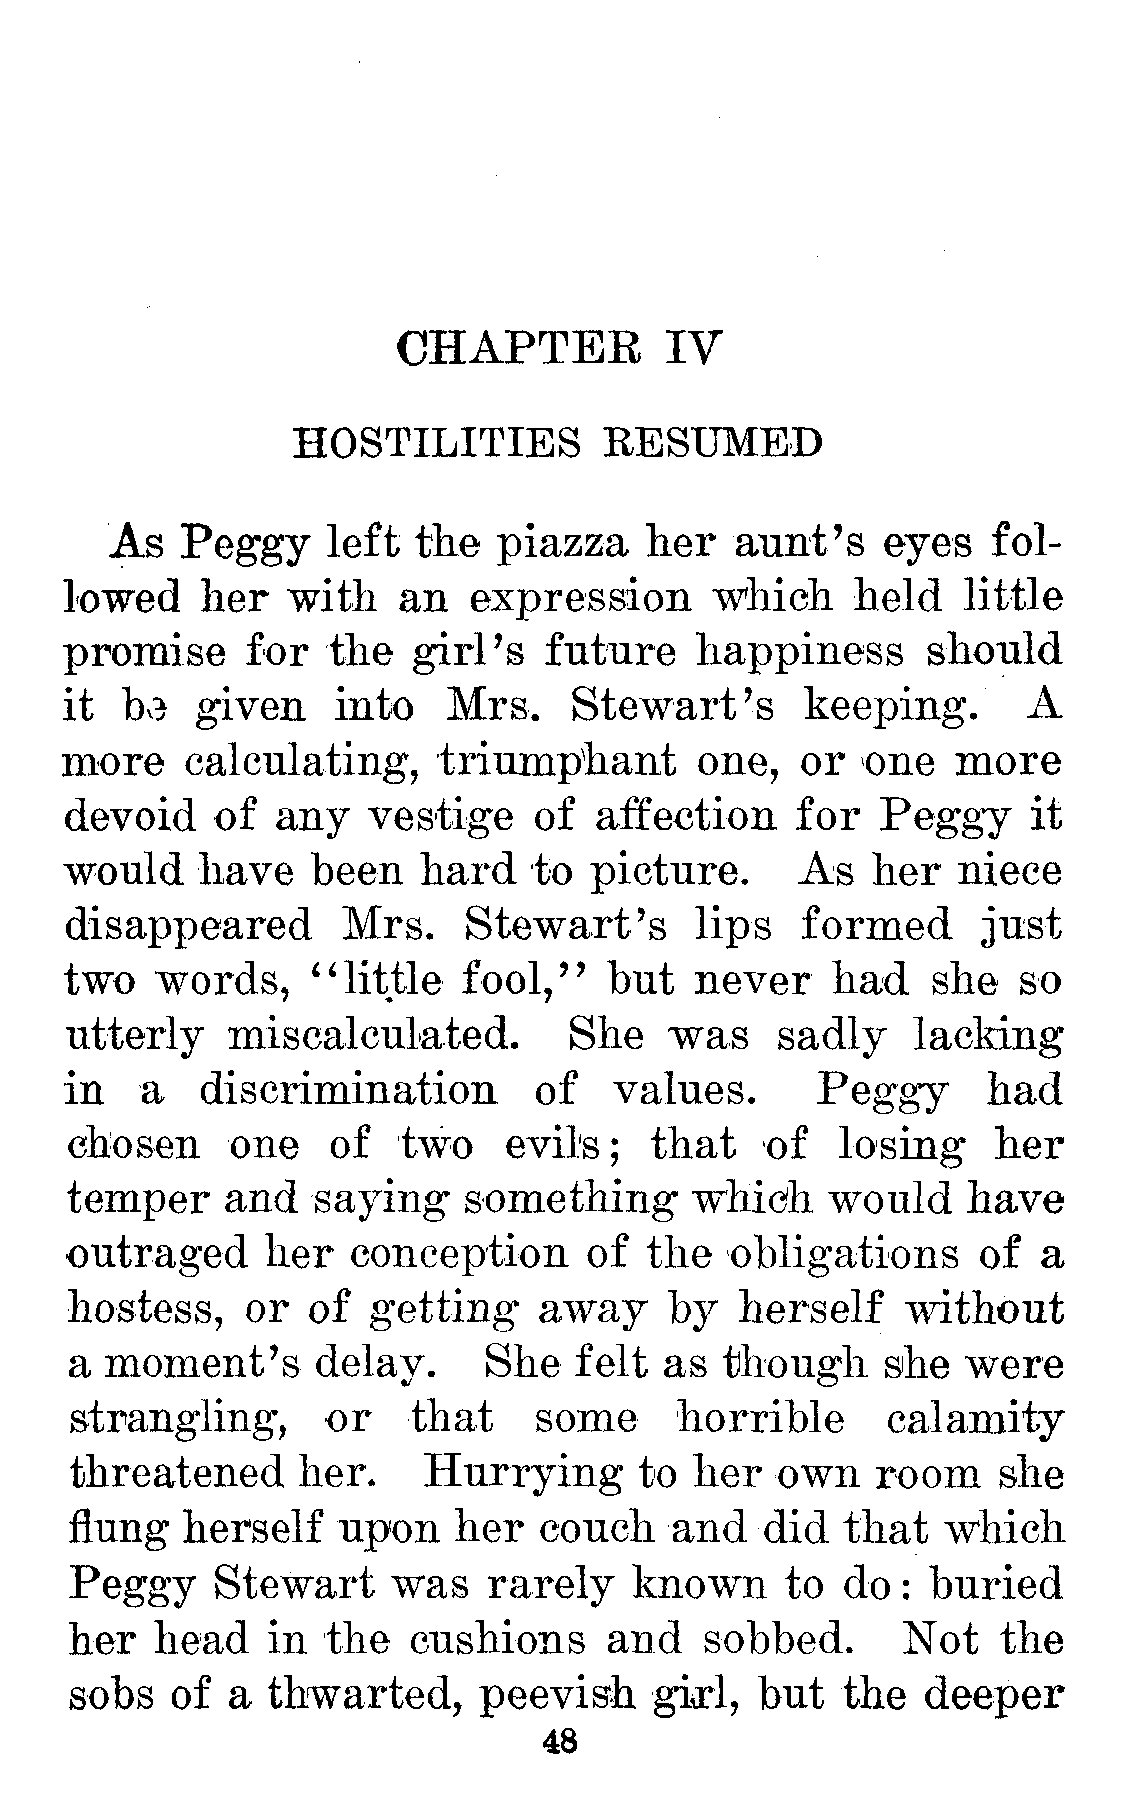 CHAPTER IV
HOSTILITIES RESUMED
As Peggy left the piazza her aunt's eyes fol-
lowed her with an expression which held little
promise for the girl's future happiness should
it be given into Mrs. Stewart's keeping. A
more calculating, triumphant one, or one more
devoid of any vestige of affection for Peggy it
would have been hard to picture. As her niece
disappeared Mrs. Stewart's lips formed just
two words, "little fool," but never had she so
utterly miscalculated. She was sadly lacking
in a discrimination of values. Peggy had
chosen one of two evils; that of losing her
temper and saying something which would have
outraged her conception of the obligations of a
hostess, or of getting away by herself without
a moment's delay. She felt as though she were
strangling, or that some horrible calamity
threatened her. Hurrying to her own room she
flung herself upon her couch and did that which
Peggy Stewart was rarely known to do: buried
her head in the cushions and sobbed. Not the
sobs of a thwarted, peevish girl, but the deeper
48